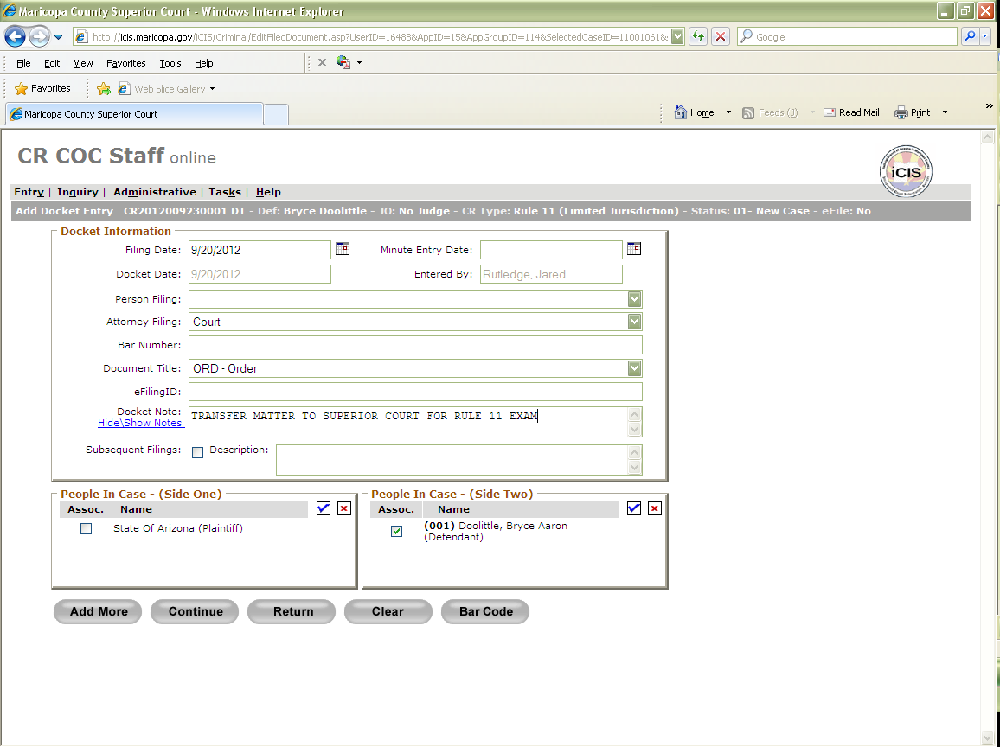 Maricopa County Superior Court - Windows Internet Explorer
http://icis.maricopa.gov/iCIS/Criminal/EditFiledDocument.asp?UserID=16488&AppID=15&AppGroupID=114&SelectedCaseID=11001061&
Google
File Edit View Favorites Tools Help
X
Favorites Web Slice Gallery
Maricopa County Superior Court
Home Feeds (J) Read Mail Print »
CR COC Staff online
iCIS
Entry | Inquiry | Administrative | Tasks | Help
Add Docket Entry CR2012009230001 DT - Def: Bryce Doolittle - JO: No Judge - CR Type: Rule 11 (Limited Jurisdiction) - Status: 01- New Case - eFile: No
Docket Information
Filing Date: 9/20/2012 Minute Entry Date:
Docket Date: 9/20/2012 Entered By: Rutledge, Jared
Person Filing:
Attorney Filing: Court
Bar Number:
Document Title: ORD - Order
eFilingID:
Docket Note: TRANSFER MATTER TO SUPERIOR COURT FOR RULE 11 EXAM
Hide\Show Notes
Subsequent Filings: Description:
People In Case - (Side One) People In Case - (Side Two)
Assoc. Name Assoc. Name
State Of Arizona (Plaintiff) (001) Doolittle, Bryce Aaron
(Defendant)
Add More Continue Return Clear Bar Code